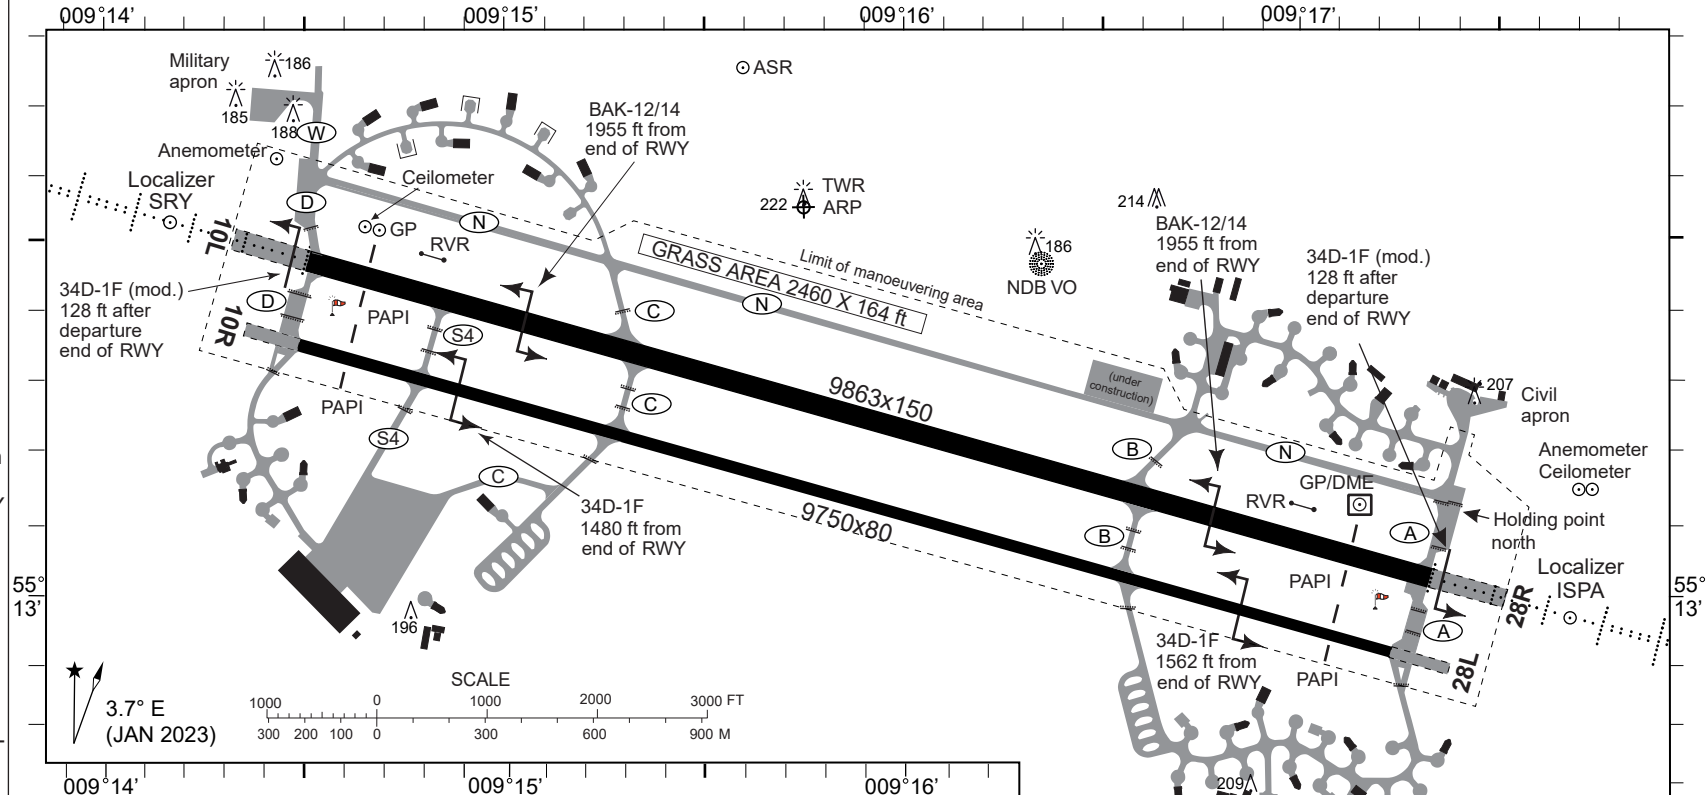 009°14’
009°15’
009°16’
009°17’
Military
apron
186
185
188
W
Anemometer
Localizer
SRY
D
Ceilometer
GP
RVR
N
BAK-12/14
1955 ft from
end of RWY
ASR
222
TWR
ARP
214
186
NDB VO
BAK-12/14
1955 ft from
end of RWY
34D-1F (mod.)
128 ft after
departure
end of RWY
GRASS AREA 2460 X 164 ft
Limit of manoeuvering area
N
10L
34D-1F (mod.)
128 ft after
departure
end of RWY
D
10R
PAPI
S4
C
PAPI
S4
C
C
9863x150
9750x80
34D-1F
1480 ft from
end of RWY
(under
construction)
B
N
207
Civil
apron
Anemometer
Ceilometer
GP/DME
RVR
B
A
Holding point
north
Localizer
ISPA
PAPI
28R
A
34D-1F
1562 ft from
end of RWY
PAPI
28L
55°
13’
55°
13’
196
209
3.7° E
(JAN 2023)
SCALE
1000 0 1000 2000 3000 FT
300 200 100 0 300 600 900 M
009°14’
009°15’
009°16’